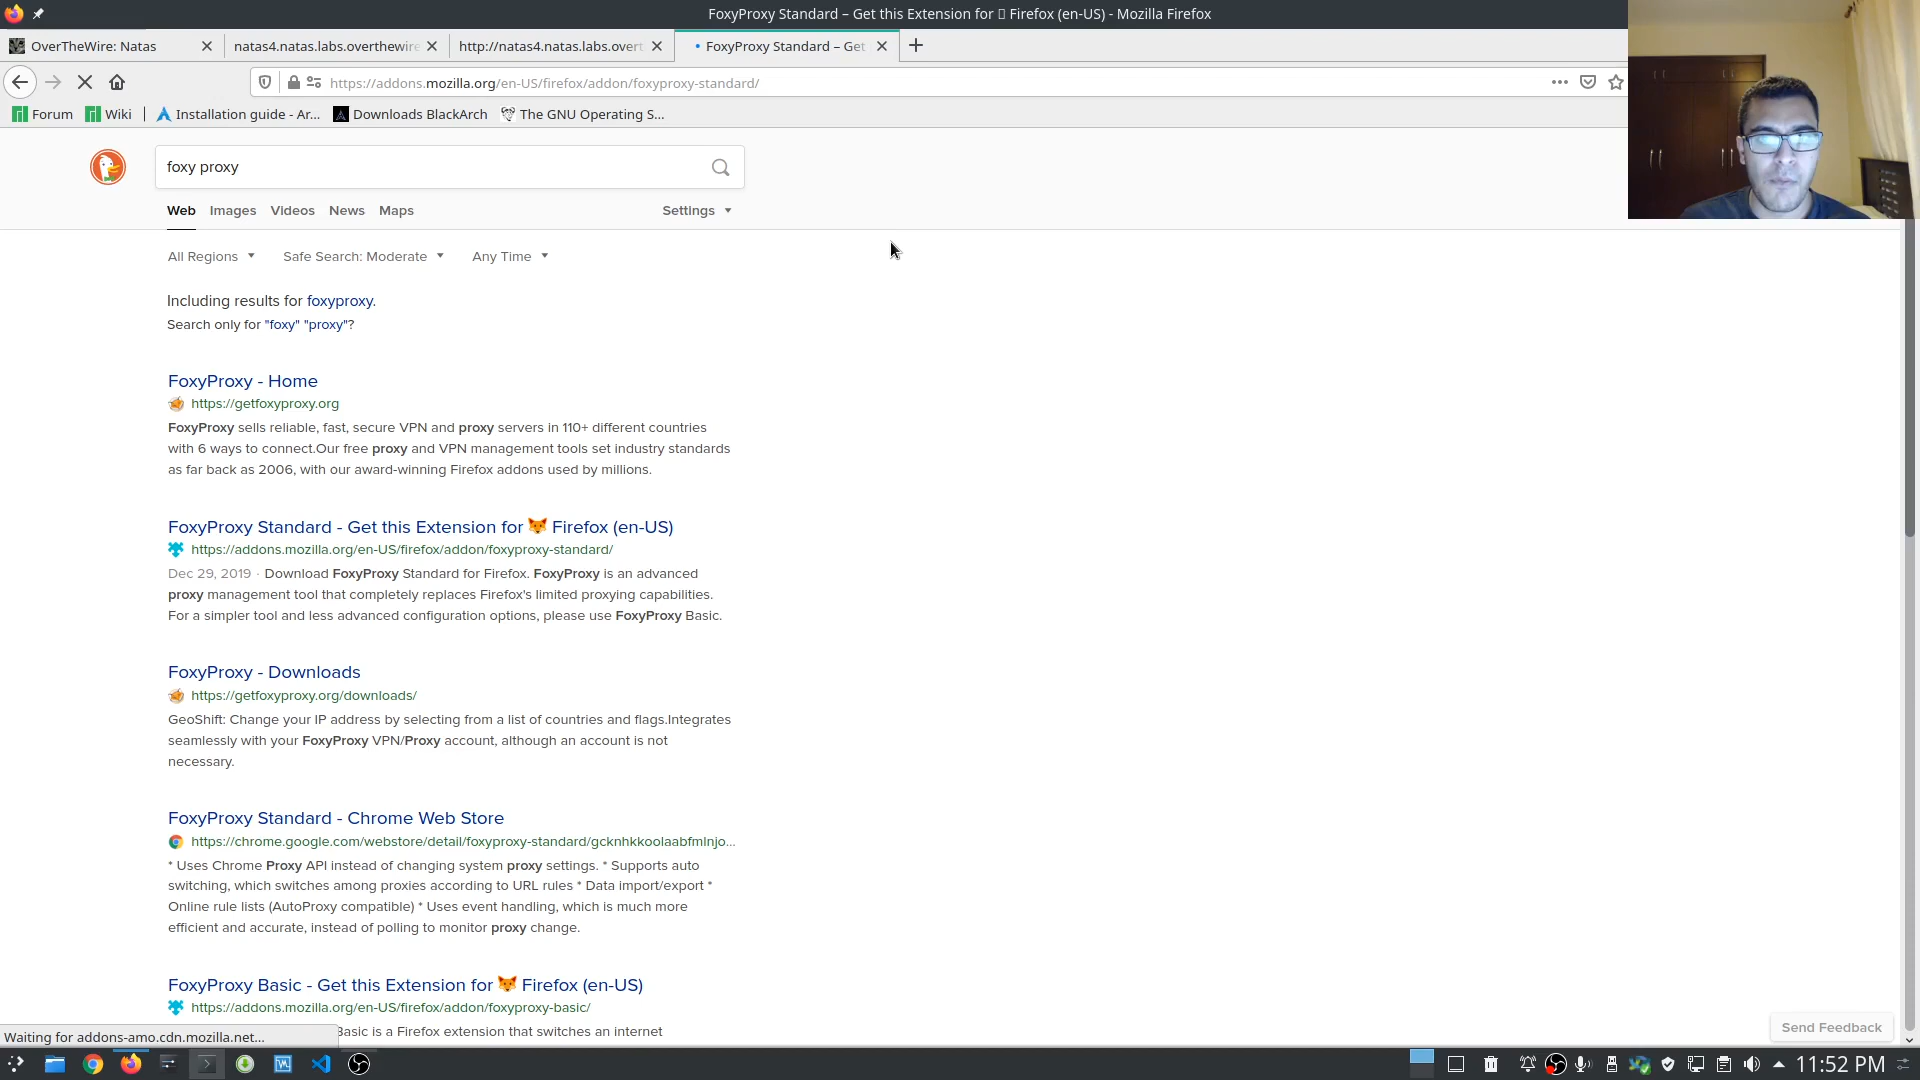 FoxyProxy Standard – Get this Extension for Firefox (en-US) - Mozilla Firefox
OverTheWire: Natas
natas4.natas.labs.overthewire
http://natas4.natas.labs.overt
FoxyProxy Standard – Get
https://addons.mozilla.org/en-US/firefox/addon/foxyproxy-standard/
Forum
Wiki
Installation guide - Ar...
Downloads BlackArch
The GNU Operating S...
foxy proxy
Web
Images
Videos
News
Maps
Settings
All Regions
Safe Search: Moderate
Any Time
Including results for foxyproxy.
Search only for "foxy" "proxy"?
FoxyProxy - Home
https://getfoxyproxy.org
FoxyProxy sells reliable, fast, secure VPN and proxy servers in 110+ different countries
with 6 ways to connect.Our free proxy and VPN management tools set industry standards
as far back as 2006, with our award-winning Firefox addons used by millions.
FoxyProxy Standard - Get this Extension for 🦊 Firefox (en-US)
https://addons.mozilla.org/en-US/firefox/addon/foxyproxy-standard/
Dec 29, 2019 · Download FoxyProxy Standard for Firefox. FoxyProxy is an advanced
proxy management tool that completely replaces Firefox's limited proxying capabilities.
For a simpler tool and less advanced configuration options, please use FoxyProxy Basic.
FoxyProxy - Downloads
https://getfoxyproxy.org/downloads/
GeoShift: Change your IP address by selecting from a list of countries and flags.Integrates
seamlessly with your FoxyProxy VPN/Proxy account, although an account is not
necessary.
FoxyProxy Standard - Chrome Web Store
https://chrome.google.com/webstore/detail/foxyproxy-standard/gcknhkkoolaabfmlnjo...
* Uses Chrome Proxy API instead of changing system proxy settings. * Supports auto
switching, which switches among proxies according to URL rules * Data import/export *
Online rule lists (AutoProxy compatible) * Uses event handling, which is much more
efficient and accurate, instead of polling to monitor proxy change.
FoxyProxy Basic - Get this Extension for 🦊 Firefox (en-US)
https://addons.mozilla.org/en-US/firefox/addon/foxyproxy-basic/
Basic is a Firefox extension that switches an internet
Waiting for addons-amo.cdn.mozilla.net...
Send Feedback
11:52 PM